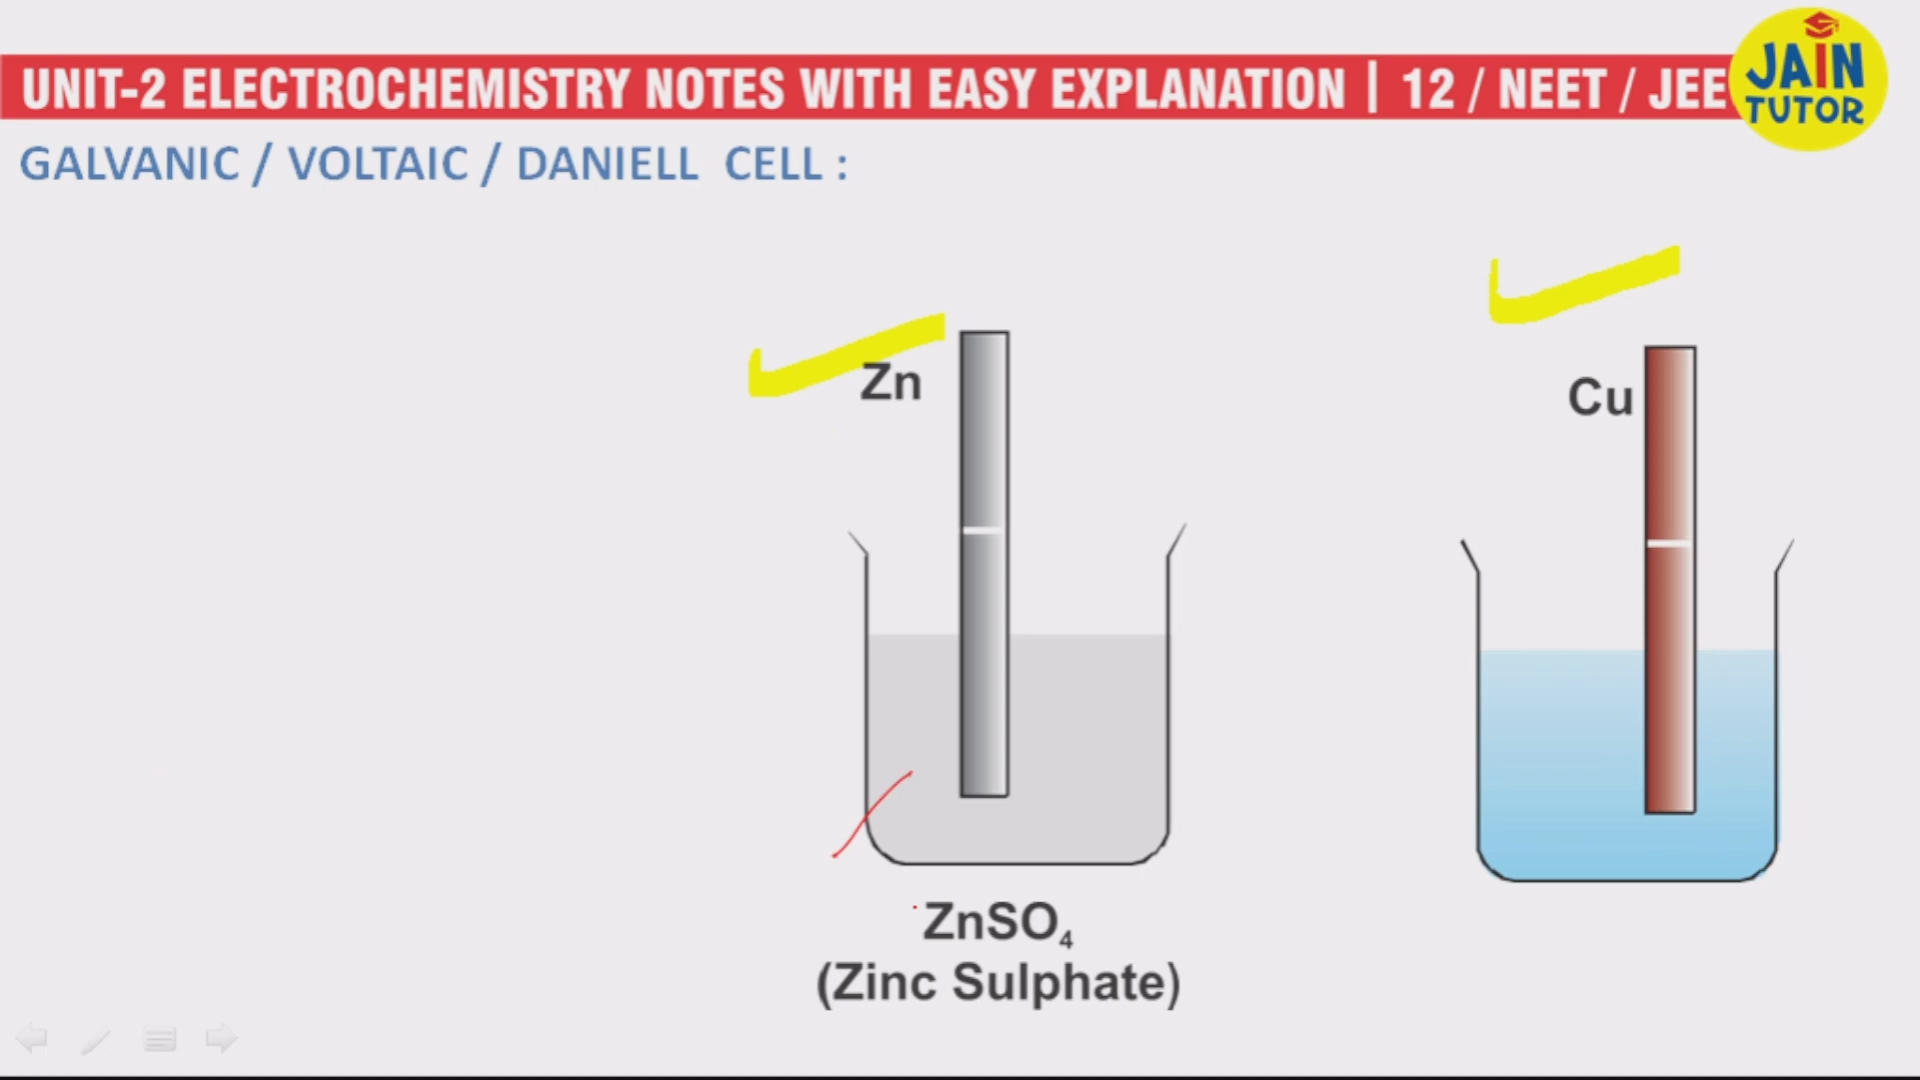 UNIT-2 ELECTROCHEMISTRY NOTES WITH EASY EXPLANATION | 12 / NEET / JEE
JAIN
TUTOR
GALVANIC / VOLTAIC / DANIELL CELL :
Zn
Cu
ZnSO₄
(Zinc Sulphate)